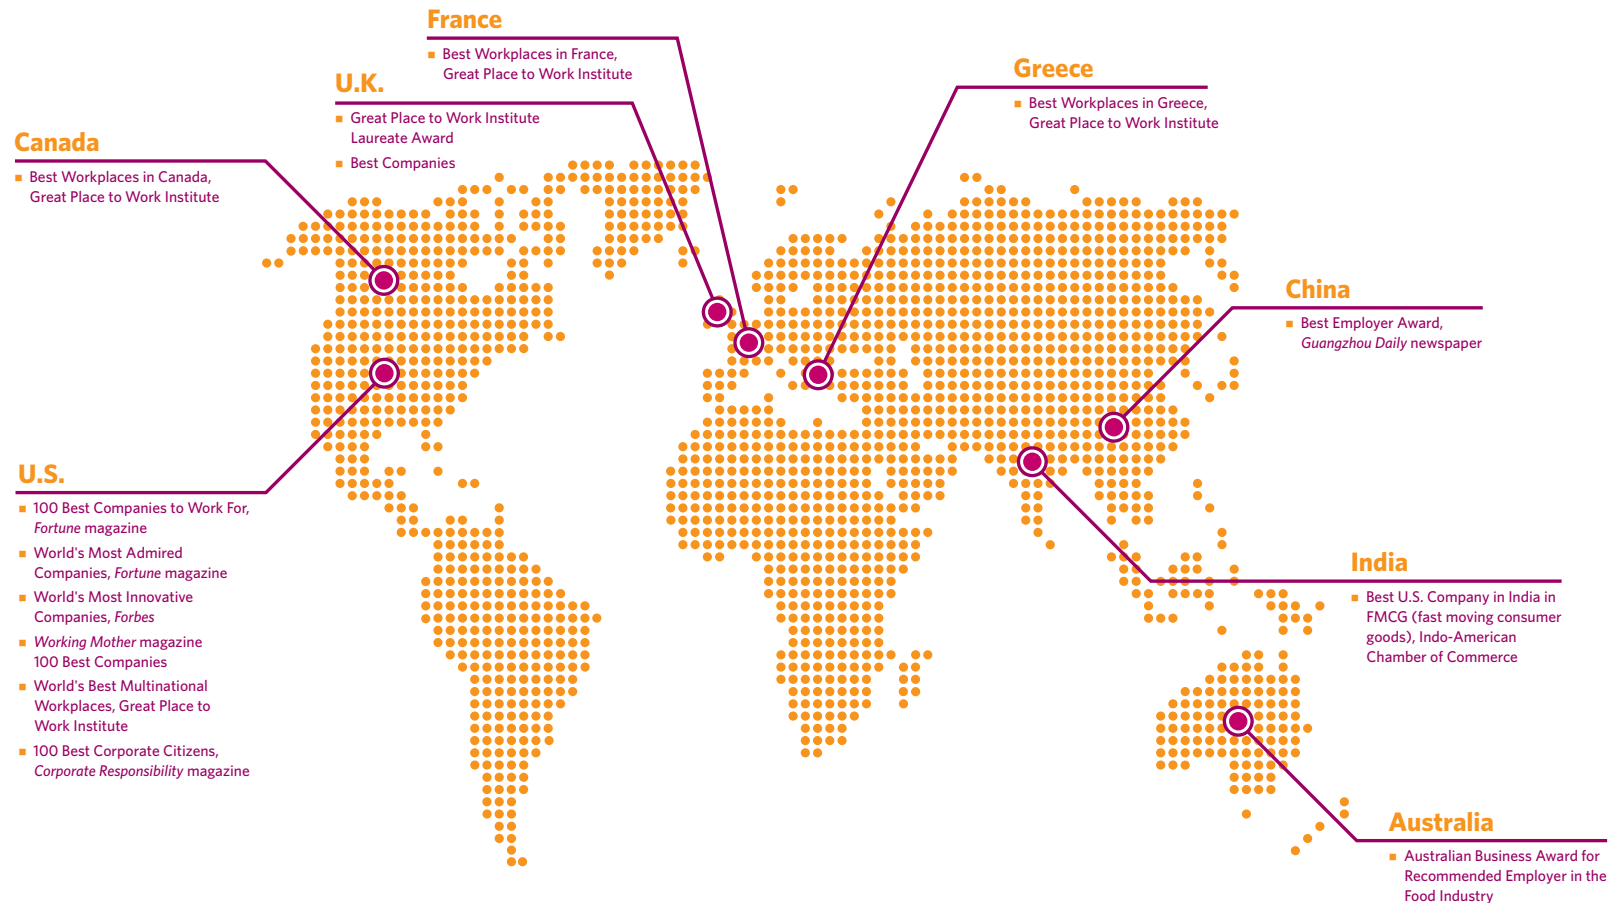 France
Best Workplaces in France,
Great Place to Work Institute
U.K.
Great Place to Work Institute
Laureate Award
Best Companies
Greece
Best Workplaces in Greece,
Great Place to Work Institute
Canada
Best Workplaces in Canada,
Great Place to Work Institute
China
Best Employer Award,
Guangzhou Daily newspaper
U.S.
100 Best Companies to Work For,
Fortune magazine
World's Most Admired
Companies, Fortune magazine
World's Most Innovative
Companies, Forbes
Working Mother magazine
100 Best Companies
World's Best Multinational
Workplaces, Great Place to
Work Institute
100 Best Corporate Citizens,
Corporate Responsibility magazine
India
Best U.S. Company in India in
FMCG (fast moving consumer
goods), Indo-American
Chamber of Commerce
Australia
Australian Business Award for
Recommended Employer in the
Food Industry